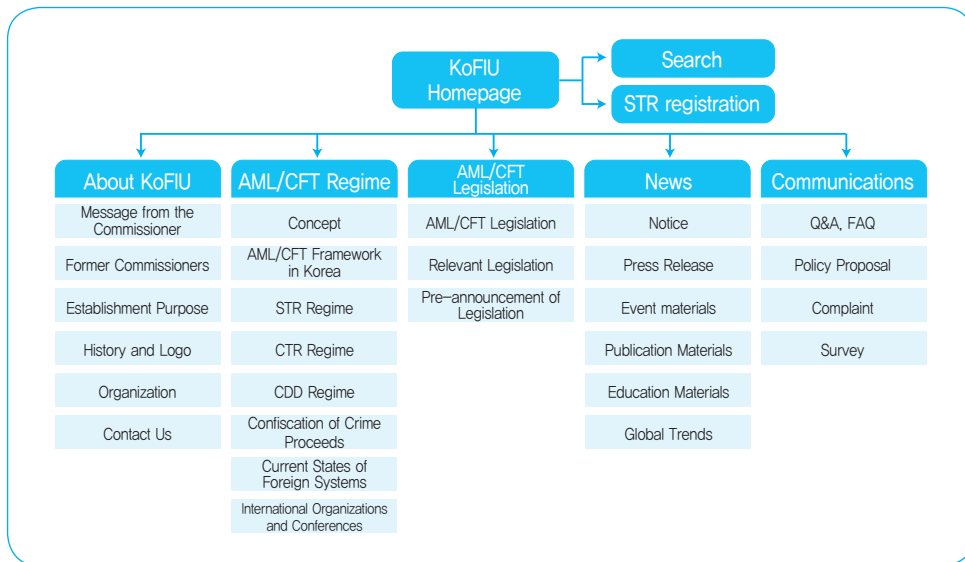 KoFIU
Homepage
Search
STR registration
About KoFIU
Message from the
Commissioner
Former Commissioners
Establishment Purpose
History and Logo
Organization
Contact Us
AML/CFT Regime
Concept
AML/CFT Framework
in Korea
STR Regime
CTR Regime
CDD Regime
Confiscation of Crime
Proceeds
Current States of
Foreign Systems
International Organizations
and Conferences
AML/CFT
Legislation
AML/CFT Legislation
Relevant Legislation
Pre-announcement of
Legislation
News
Notice
Press Release
Event materials
Publication Materials
Education Materials
Global Trends
Communications
Q&A, FAQ
Policy Proposal
Complaint
Survey